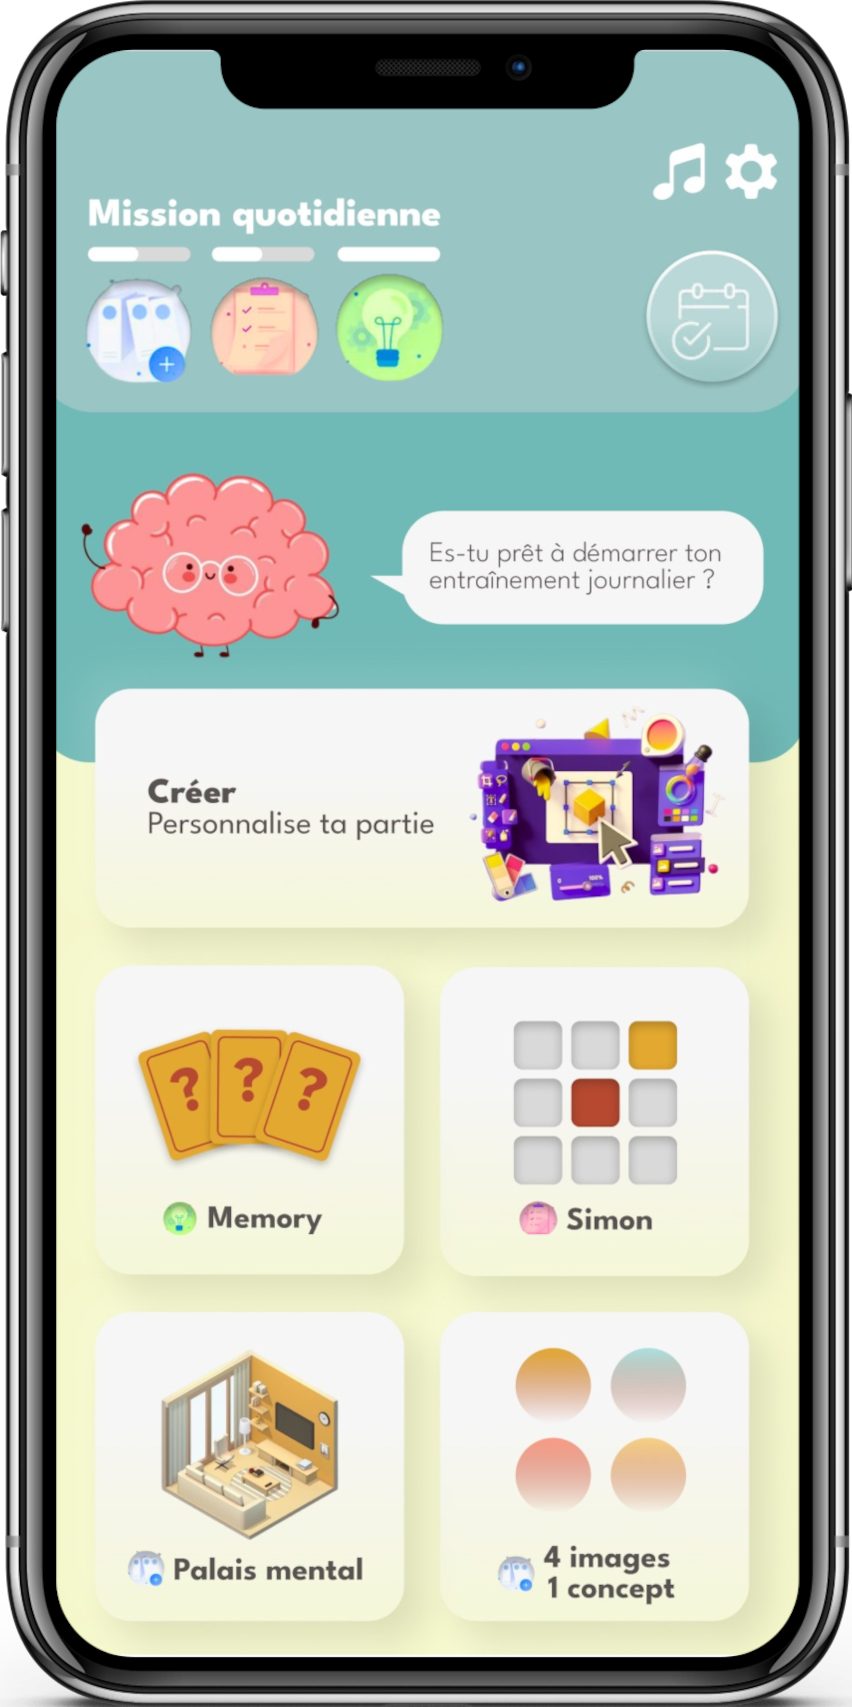 Mission quotidienne
Es-tu prêt à démarrer ton
entraînement journalier ?
Créer
Personnalise ta partie
100%
? ? ?
Memory
Simon
Palais mental
4 images
1 concept